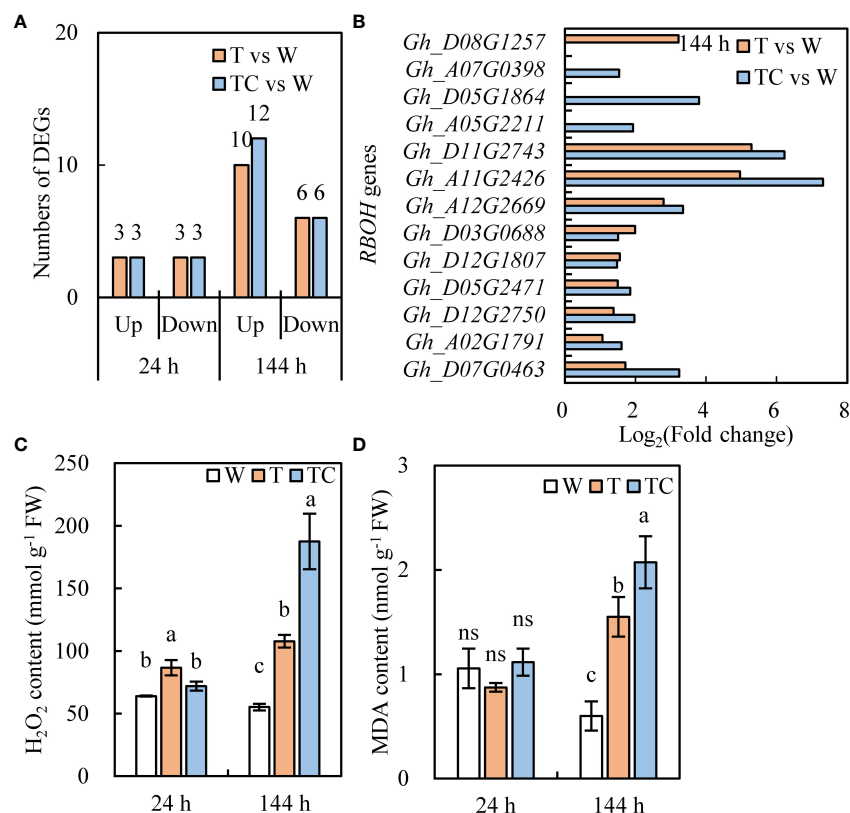 A
20
10
0
Numbers of DEGs
T vs W
TC vs W
3 3
3 3
10
12
6 6
Up
Down
Up
Down
24 h
144 h
B
RBOH genes
Gh_D08G1257
Gh_A07G0398
Gh_D05G1864
Gh_A05G2211
Gh_D11G2743
Gh_A11G2426
Gh_A12G2669
Gh_D03G0688
Gh_D12G1807
Gh_D05G2471
Gh_D12G2750
Gh_A02G1791
Gh_D07G0463
144 h
T vs W
TC vs W
0 2 4 6 8
Log₂(Fold change)
C
250
200
150
100
50
0
H₂O₂ content (nmol g⁻¹ FW)
W T TC
b
a
b
c
b
a
24 h 144 h
D
3
2
1
0
MDA content (nmol g⁻¹ FW)
W T TC
ns
ns
ns
c
b
a
24 h 144 h